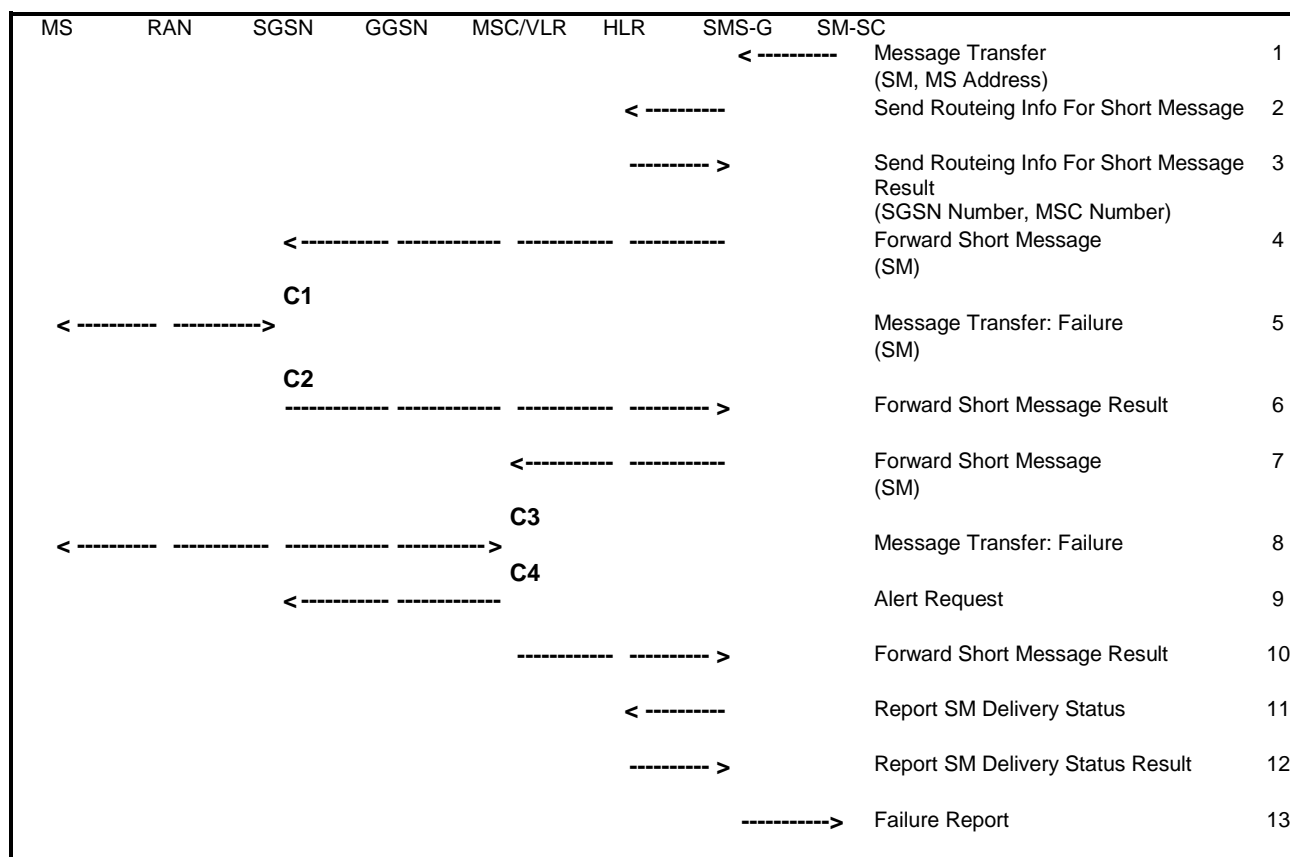 MS RAN SGSN GGSN MSC/VLR HLR SMS-G SM-SC
< ---------- Message Transfer 1
(SM, MS Address)
< ---------- Send Routeing Info For Short Message 2
---------- > Send Routeing Info For Short Message 3
Result
(SGSN Number, MSC Number)
< ----------- ------------- ------------ ---------- Forward Short Message 4
(SM)
C1
< ---------- -----------> Message Transfer: Failure 5
(SM)
C2
------------- ------------- ------------ ---------- > Forward Short Message Result 6
<----------- ---------- Forward Short Message 7
(SM)
C3
< ---------- ------------ ------------- -----------> Message Transfer: Failure 8
C4
< ----------- ------------- Alert Request 9
------------ ---------- > Forward Short Message Result 10
< ---------- Report SM Delivery Status 11
---------- > Report SM Delivery Status Result 12
-----------> Failure Report 13